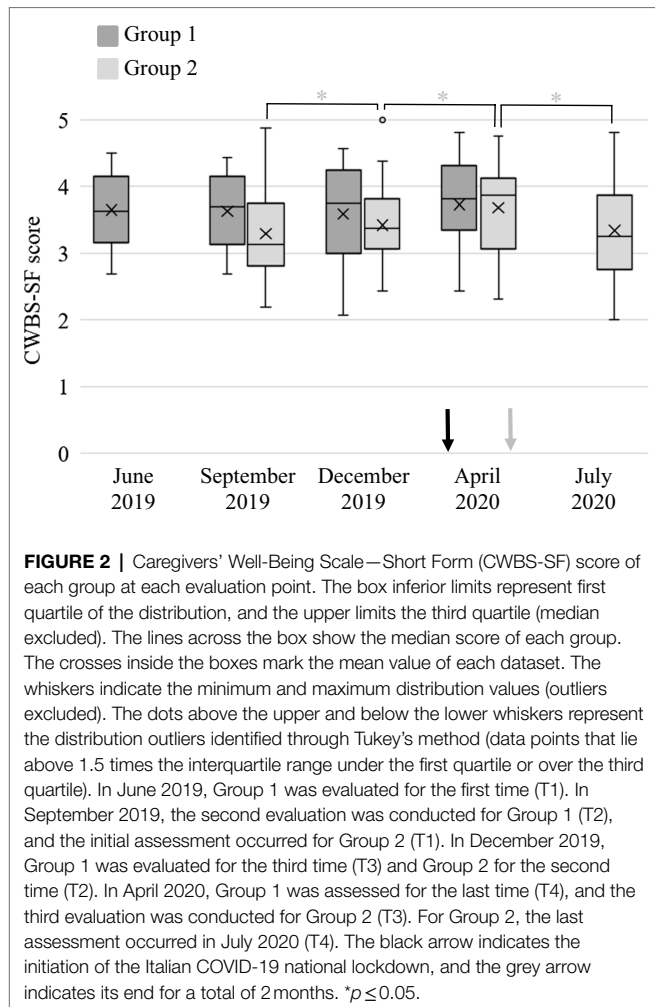 Group 1
Group 2
*
*
*
5
4
3
2
1
0
CWBS-SF score
June
2019
September
2019
December
2019
April
2020
July
2020
FIGURE 2 | Caregivers’ Well-Being Scale—Short Form (CWBS-SF) score of
each group at each evaluation point. The box inferior limits represent first
quartile of the distribution, and the upper limits the third quartile (median
excluded). The lines across the box show the median score of each group.
The crosses inside the boxes mark the mean value of each dataset. The
whiskers indicate the minimum and maximum distribution values (outliers
excluded). The dots above the upper and below the lower whiskers represent
the distribution outliers identified through Tukey’s method (data points that lie
above 1.5 times the interquartile range under the first quartile or over the third
quartile). In June 2019, Group 1 was evaluated for the first time (T1). In
September 2019, the second evaluation was conducted for Group 1 (T2),
and the initial assessment occurred for Group 2 (T1). In December 2019,
Group 1 was evaluated for the third time (T3) and Group 2 for the second
time (T2). In April 2020, Group 1 was assessed for the last time (T4), and the
third evaluation was conducted for Group 2 (T3). For Group 2, the last
assessment occurred in July 2020 (T4). The black arrow indicates the
initiation of the Italian COVID-19 national lockdown, and the grey arrow
indicates its end for a total of 2 months. *p ≤ 0.05.